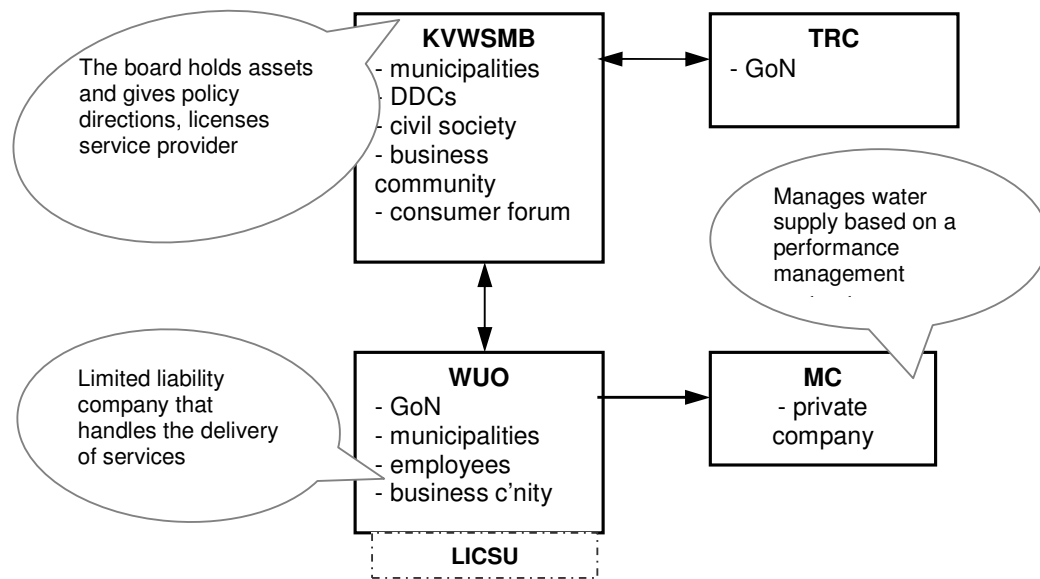 KVWSMB
- municipalities
- DDCs
- civil society
- business
community
- consumer forum
The board holds assets
and gives policy
directions, licenses
service provider
TRC
- GoN
Manages water
supply based on a
performance
management
WUO
- GoN
- municipalities
- employees
- business c'nity
Limited liability
company that
handles the delivery
of services
MC
- private
company
LICSU